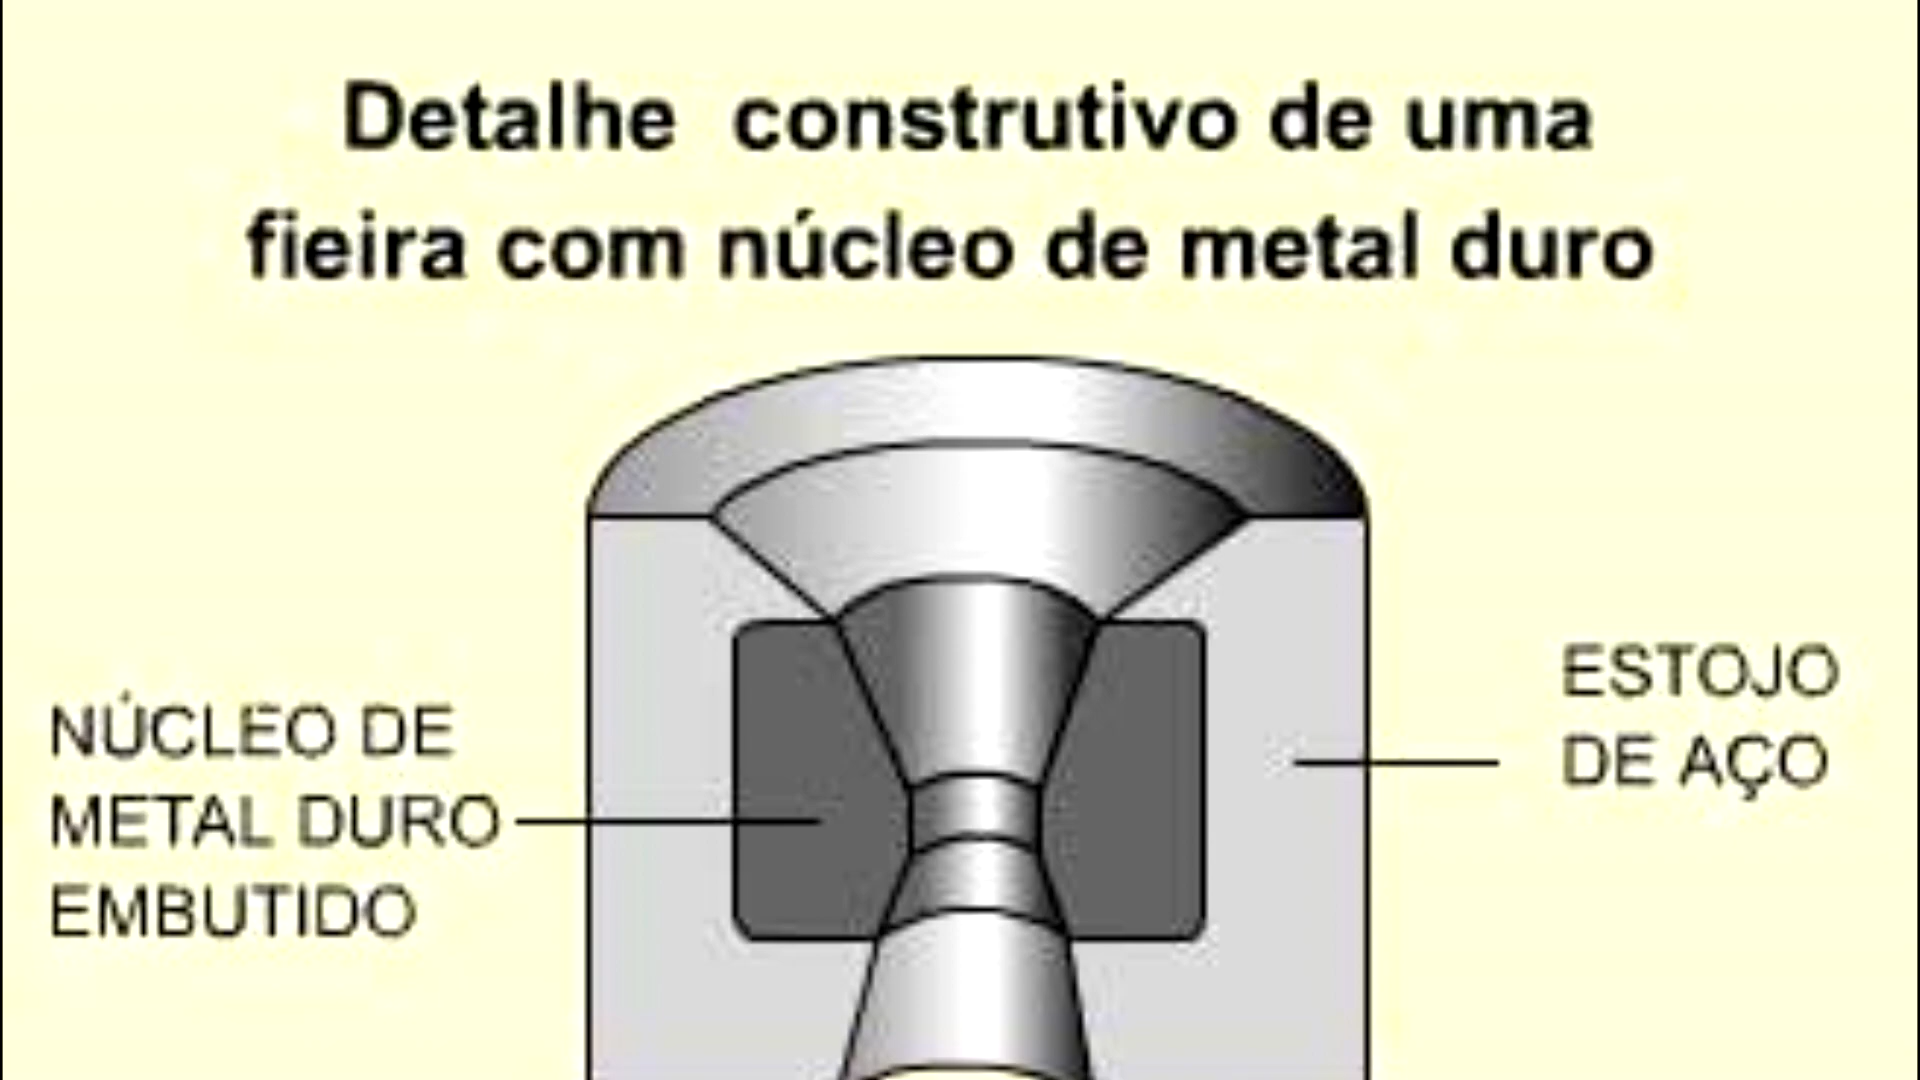 Detalhe construtivo de uma
fieira com núcleo de metal duro
NÚCLEO DE
METAL DURO
EMBUTIDO
ESTOJO
DE AÇO